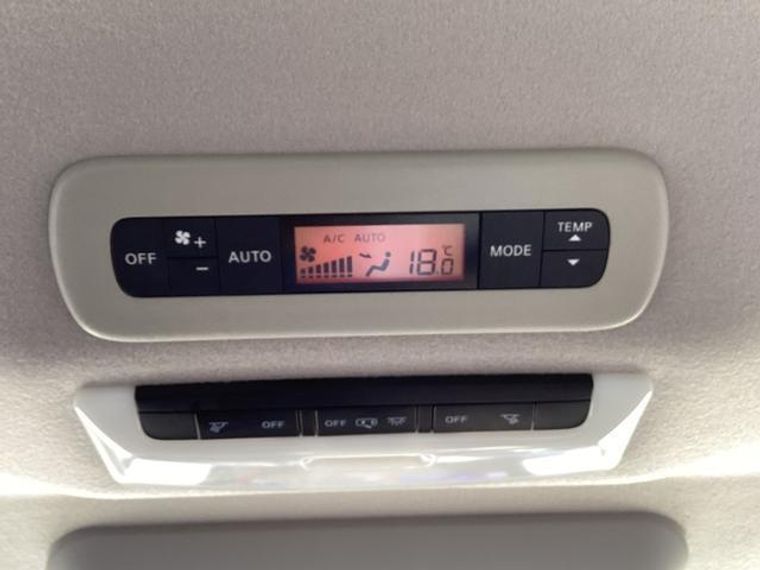 OFF + - AUTO A/C AUTO 18.0 °C MODE TEMP
OFF OFF OFF